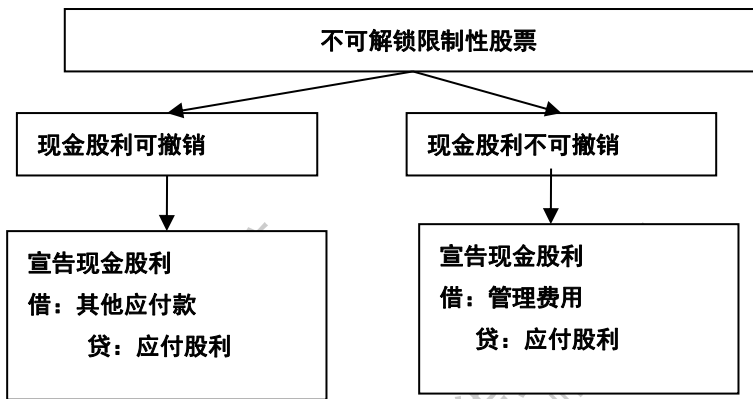 不可解锁限制性股票
现金股利可撤销
现金股利不可撤销
宣告现金股利
借：其他应付款
贷：应付股利
宣告现金股利
借：管理费用
贷：应付股利